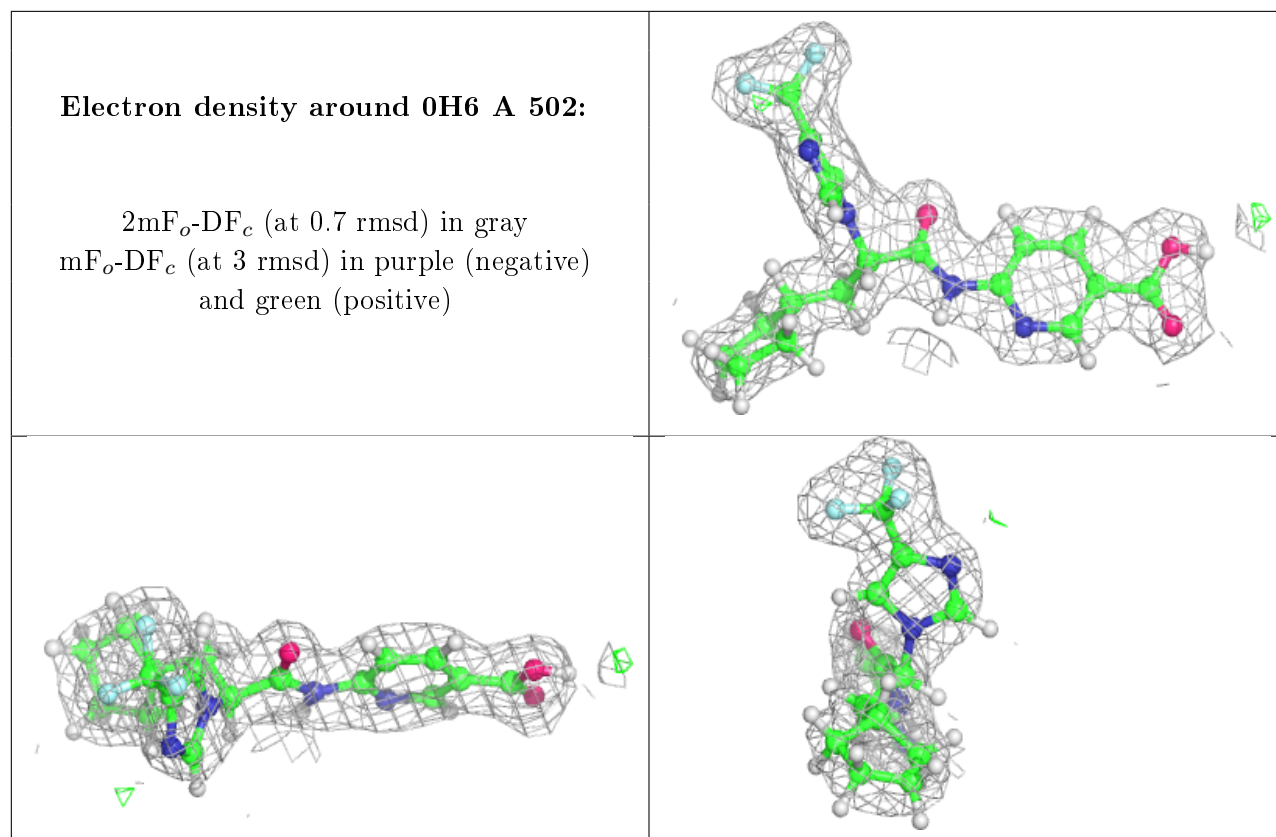 Electron density around 0H6 A 502:
2mFo-DFc (at 0.7 rmsd) in gray
mFo-DFc (at 3 rmsd) in purple (negative)
and green (positive)